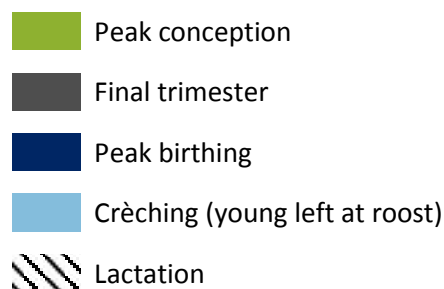 Peak conception
Final trimester
Peak birthing
Crèching (young left at roost)
Lactation